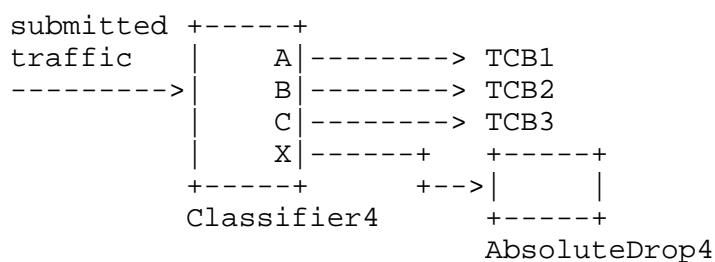 submitted +-----+
traffic | A|--------> TCB1
--------->| B|--------> TCB2
| C|--------> TCB3
| X|------+ +-----+
+-----+ +-->| |
Classifier4 +-----+
AbsoluteDrop4